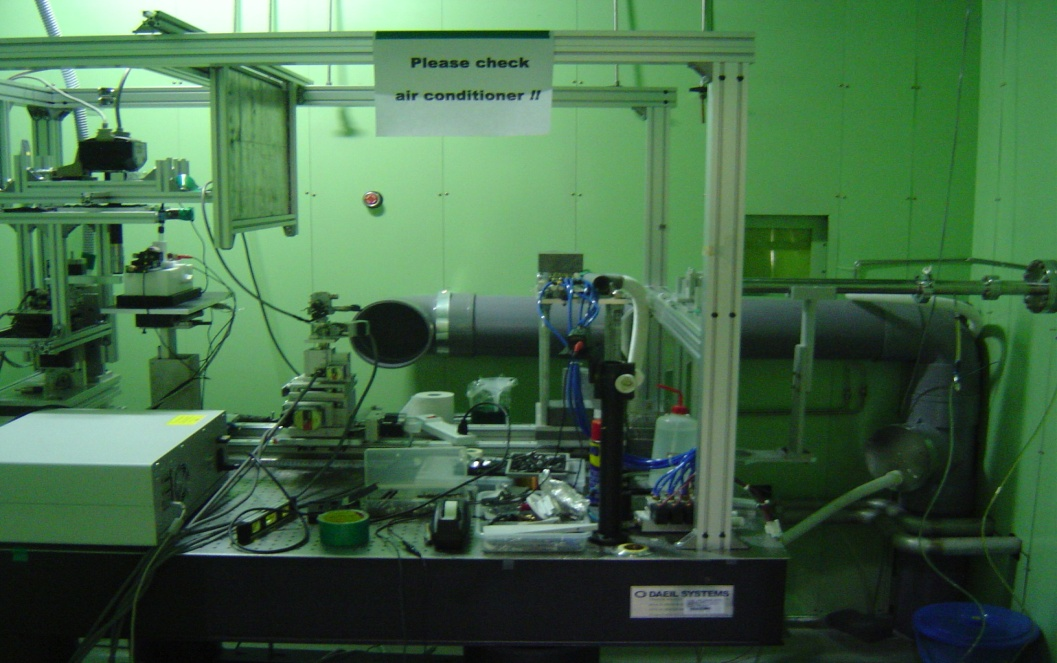 Please check
air conditioner !!
DAEIL SYSTEMS